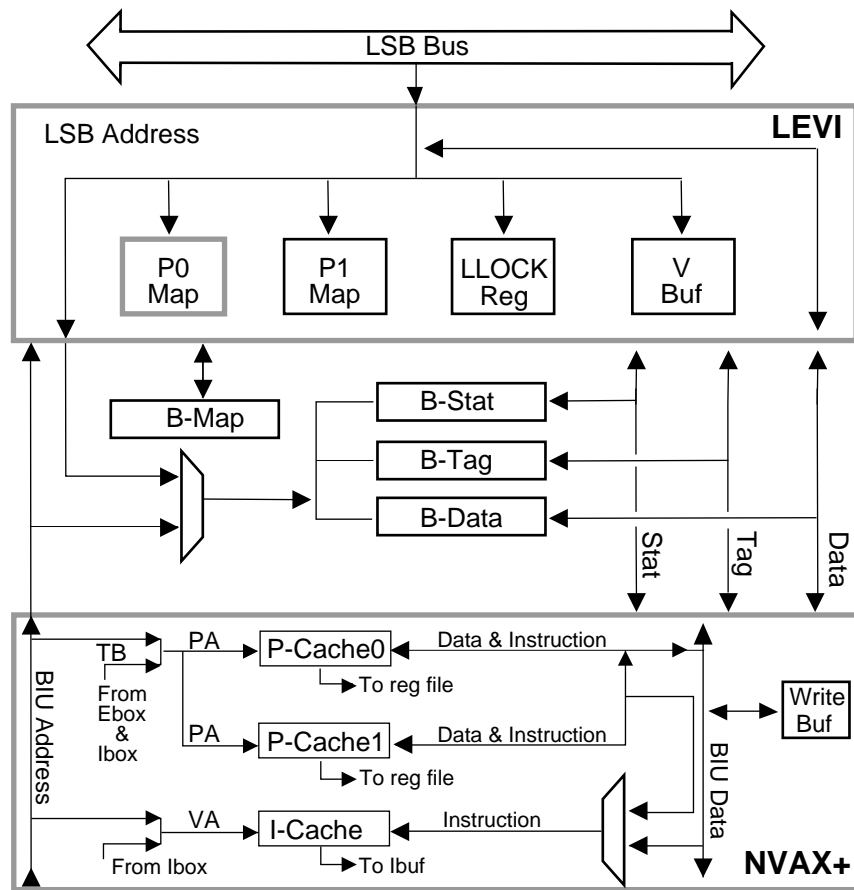 LSB Bus
LSB Address
LEVI
P0
Map
P1
Map
LLOCK
Reg
V
Buf
B-Map
B-Stat
B-Tag
B-Data
Stat
Tag
Data
BIU Address
TB
From
Ebox
&
Ibox
PA
P-Cache0
Data & Instruction
To reg file
PA
P-Cache1
Data & Instruction
To reg file
Write
Buf
BIU Data
VA
I-Cache
Instruction
From Ibox
To Ibuf
NVAX+